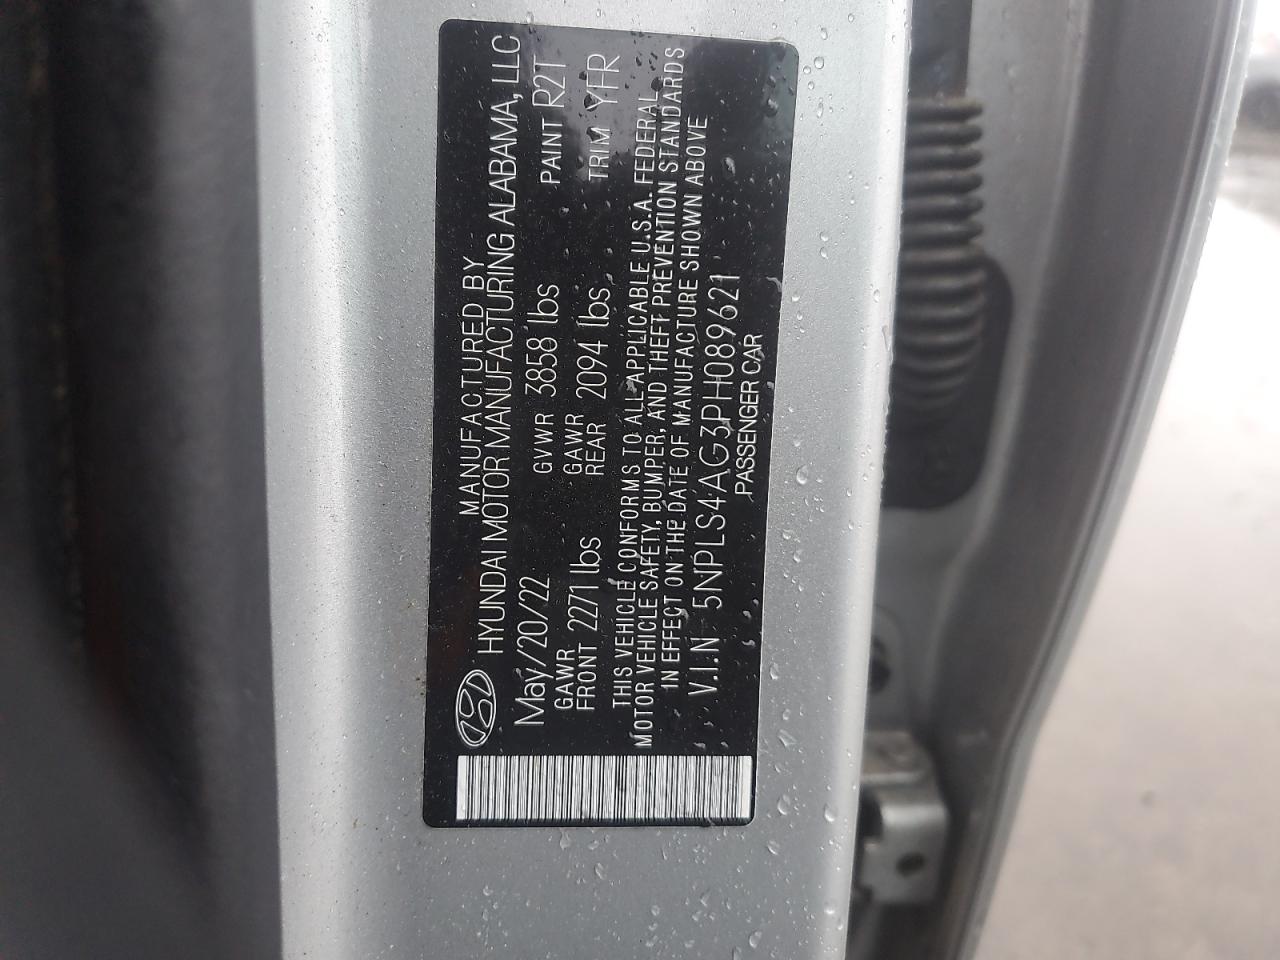 MANUFACTURED BY
HYUNDAI MOTOR MANUFACTURING ALABAMA, LLC
May/20/22 GVWR 3858 lbs PAINT R2T
GAWR FRONT 2271 lbs GAWR REAR 2094 lbs TRIM YFR
THIS VEHICLE CONFORMS TO ALL APPLICABLE U.S.A. FEDERAL
MOTOR VEHICLE SAFETY, BUMPER, AND THEFT PREVENTION STANDARDS
IN EFFECT ON THE DATE OF MANUFACTURE SHOWN ABOVE
V.I.N 5NPLS4AG3PH089621
PASSENGER CAR